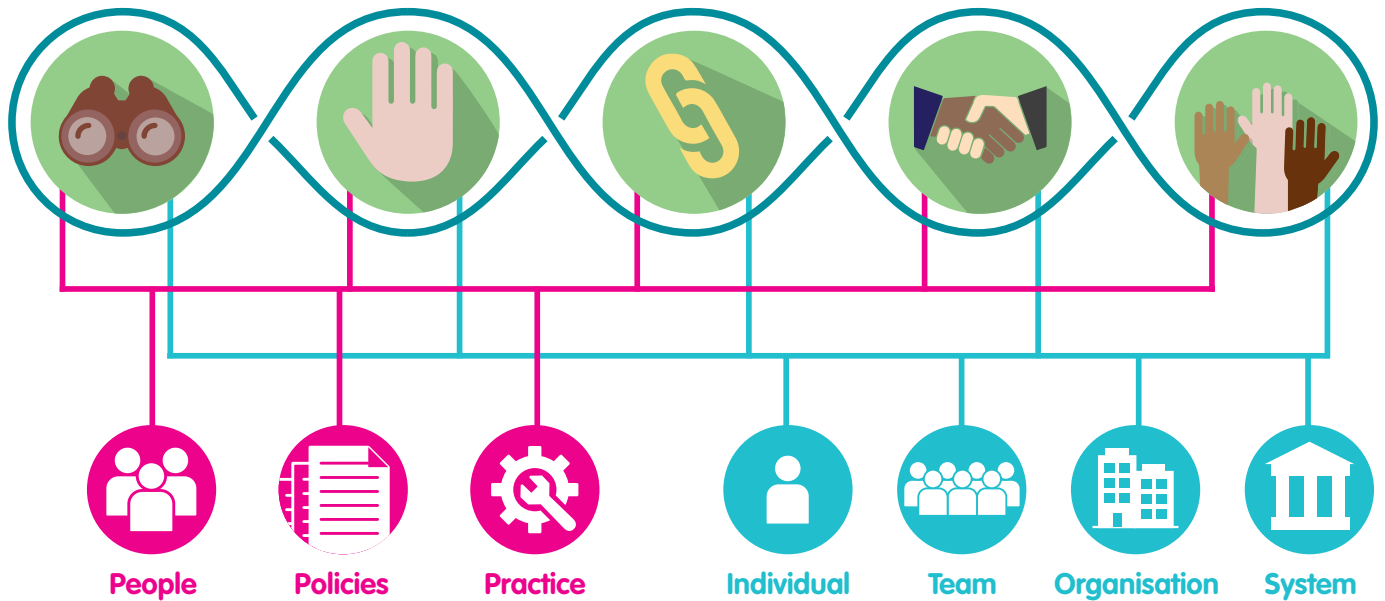 People
Policies
Practice
Individual
Team
Organisation
System